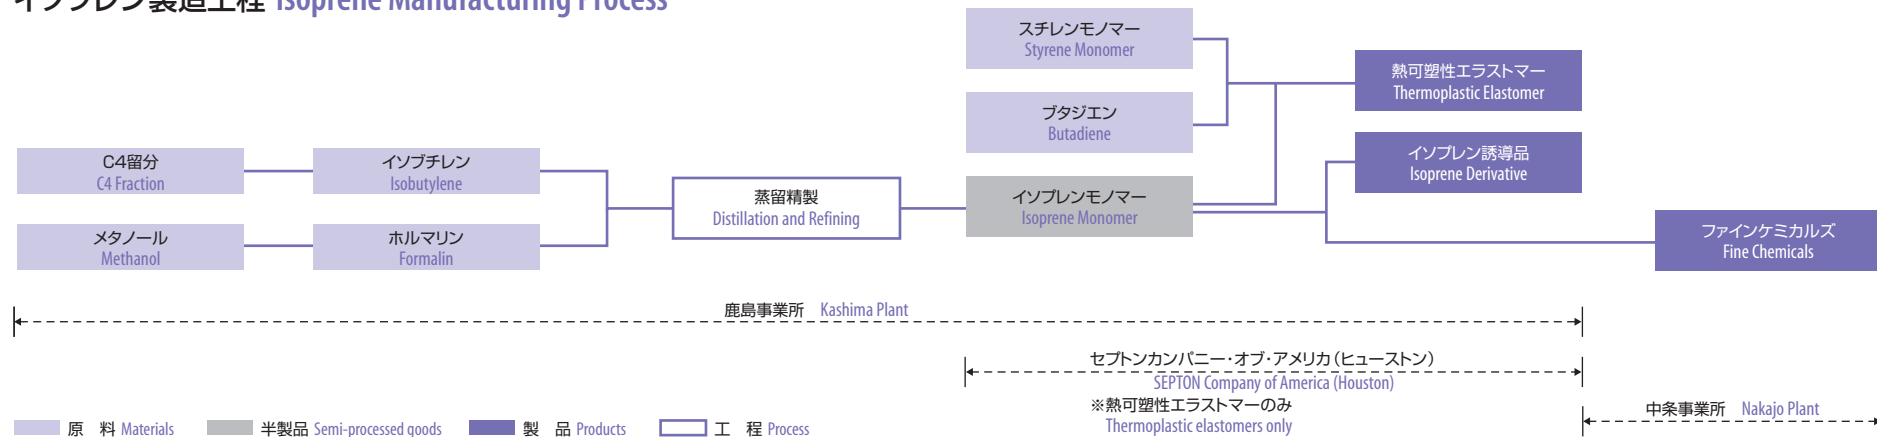 イソプレン製造工程 Isoprene Manufacturing Process
スチレンモノマー
Styrene Monomer
ブタジエン
Butadiene
熱可塑性エラストマー
Thermoplastic Elastomer
C4留分
C4 Fraction
イソブチレン
Isobutylene
イソプレン誘導品
Isoprene Derivative
蒸留精製
Distillation and Refining
イソプレンモノマー
Isoprene Monomer
メタノール
Methanol
ホルマリン
Formalin
ファインケミカルズ
Fine Chemicals
鹿島事業所 Kashima Plant
セプトンカンパニー・オブ・アメリカ(ヒューストン)
SEPTON Company of America (Houston)
※熱可塑性エラストマーのみ
Thermoplastic elastomers only
中条事業所 Nakajo Plant
原 料 Materials 半製品 Semi-processed goods 製 品 Products 工 程 Process